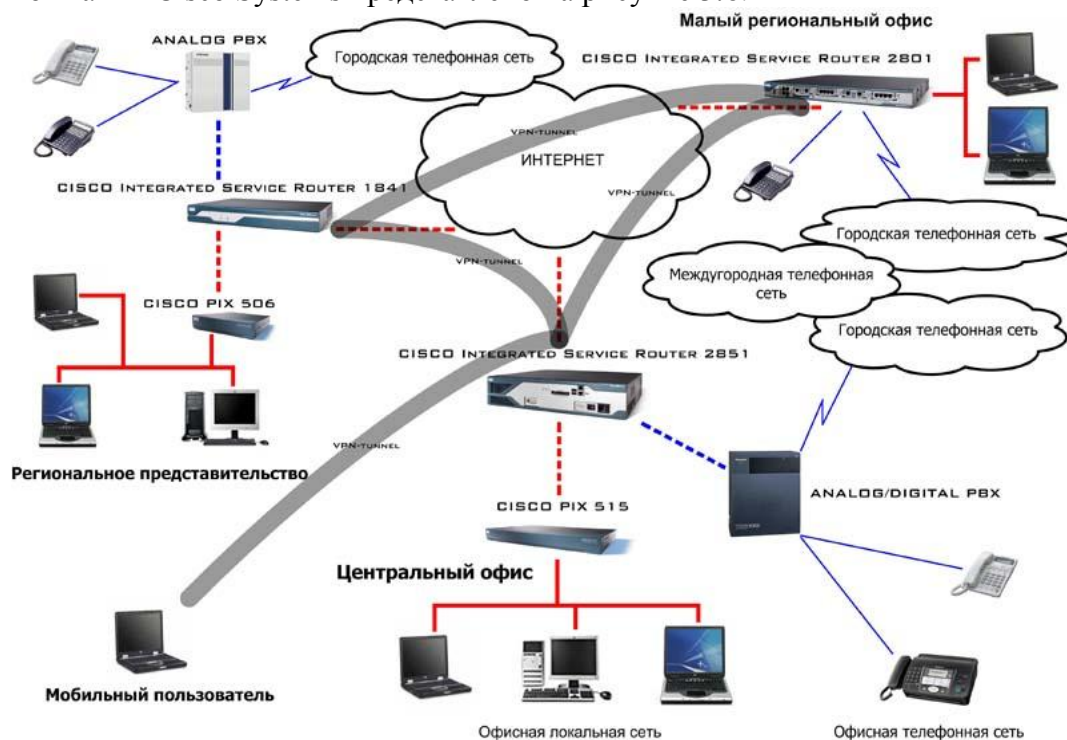 Малый региональный офис
ANALOG PBX
Городская телефонная сеть
CISCO INTEGRATED SERVICE ROUTER 2801
VPN-TUNNEL
ИНТЕРНЕТ
VPN-TUNNEL
CISCO INTEGRATED SERVICE ROUTER 1841
VPN-TUNNEL
Городская телефонная сеть
Междугородная телефонная
сеть
Городская телефонная сеть
CISCO PIX 506
CISCO INTEGRATED SERVICE ROUTER 2851
VPN-TUNNEL
Региональное представительство
CISCO PIX 515
ANALOG/DIGITAL PBX
Центральный офис
Мобильный пользователь
Офисная локальная сеть
Офисная телефонная сеть